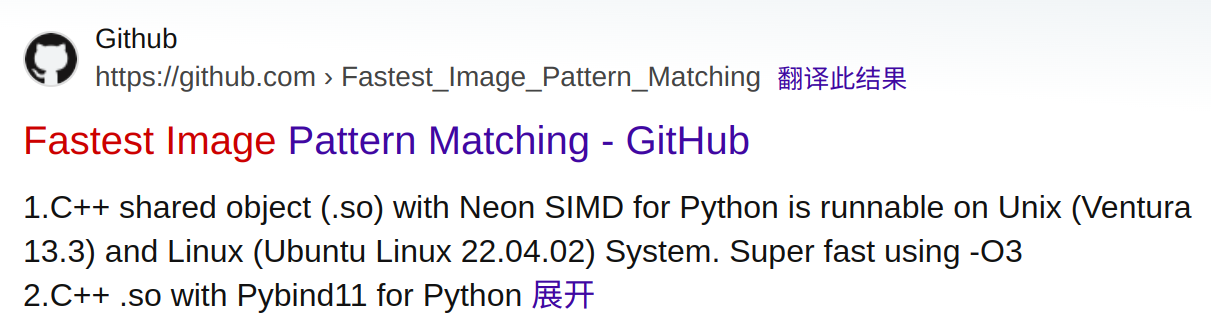 Github
https://github.com › Fastest_Image_Pattern_Matching 翻译此结果
Fastest Image Pattern Matching - GitHub
1.C++ shared object (.so) with Neon SIMD for Python is runnable on Unix (Ventura
13.3) and Linux (Ubuntu Linux 22.04.02) System. Super fast using -O3
2.C++ .so with Pybind11 for Python 展开